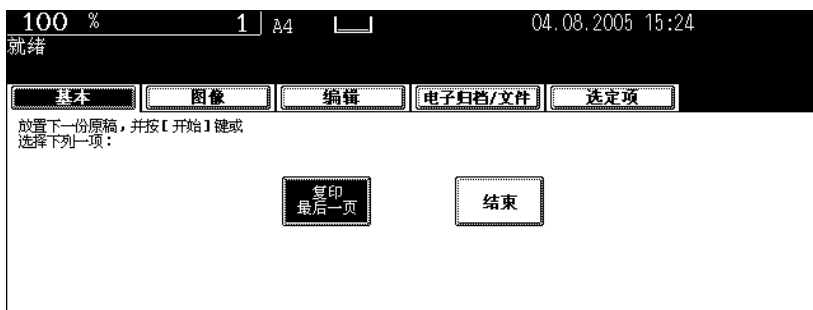 100 % 1 A4 04.08.2005 15:24
就绪
基本 图像 编辑 电子归档/文件 选定项
放置下一份原稿，并按[开始]键或
选择下列一项：
复印
最后一页
结束